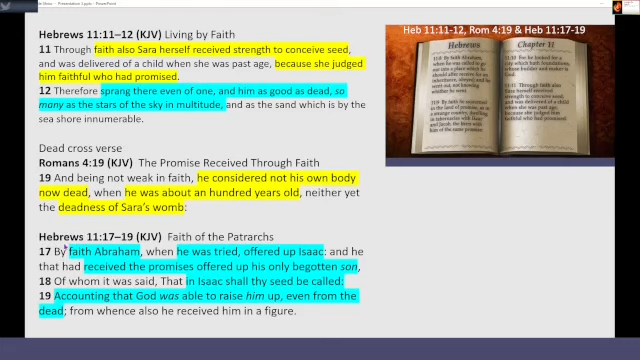 Presentation 1.pptx
Hebrews 11:11–12 (KJV) Living by Faith
11 Through faith also Sara herself received strength to conceive seed,
and was delivered of a child when she was past age, because she judged
him faithful who had promised.
12 Therefore sprang there even of one, and him as good as dead, so
many as the stars of the sky in multitude, and as the sand which is by the
sea shore innumerable.
Dead cross verse
Romans 4:19 (KJV) The Promise Received Through Faith
19 And being not weak in faith, he considered not his own body
now dead, when he was about an hundred years old, neither yet
the deadness of Sara's womb:
Hebrews 11:17–19 (KJV) Faith of the Patrarchs
17 By faith Abraham, when he was tried, offered up Isaac: and he
that had received the promises offered up his only begotten son,
18 Of whom it was said, That in Isaac shall thy seed be called:
19 Accounting that God was able to raise him up, even from the
dead; from whence also he received him in a figure.
Heb 11:11-12, Rom 4:19 & Heb 11:17-19
Hebrews
Chapter 11